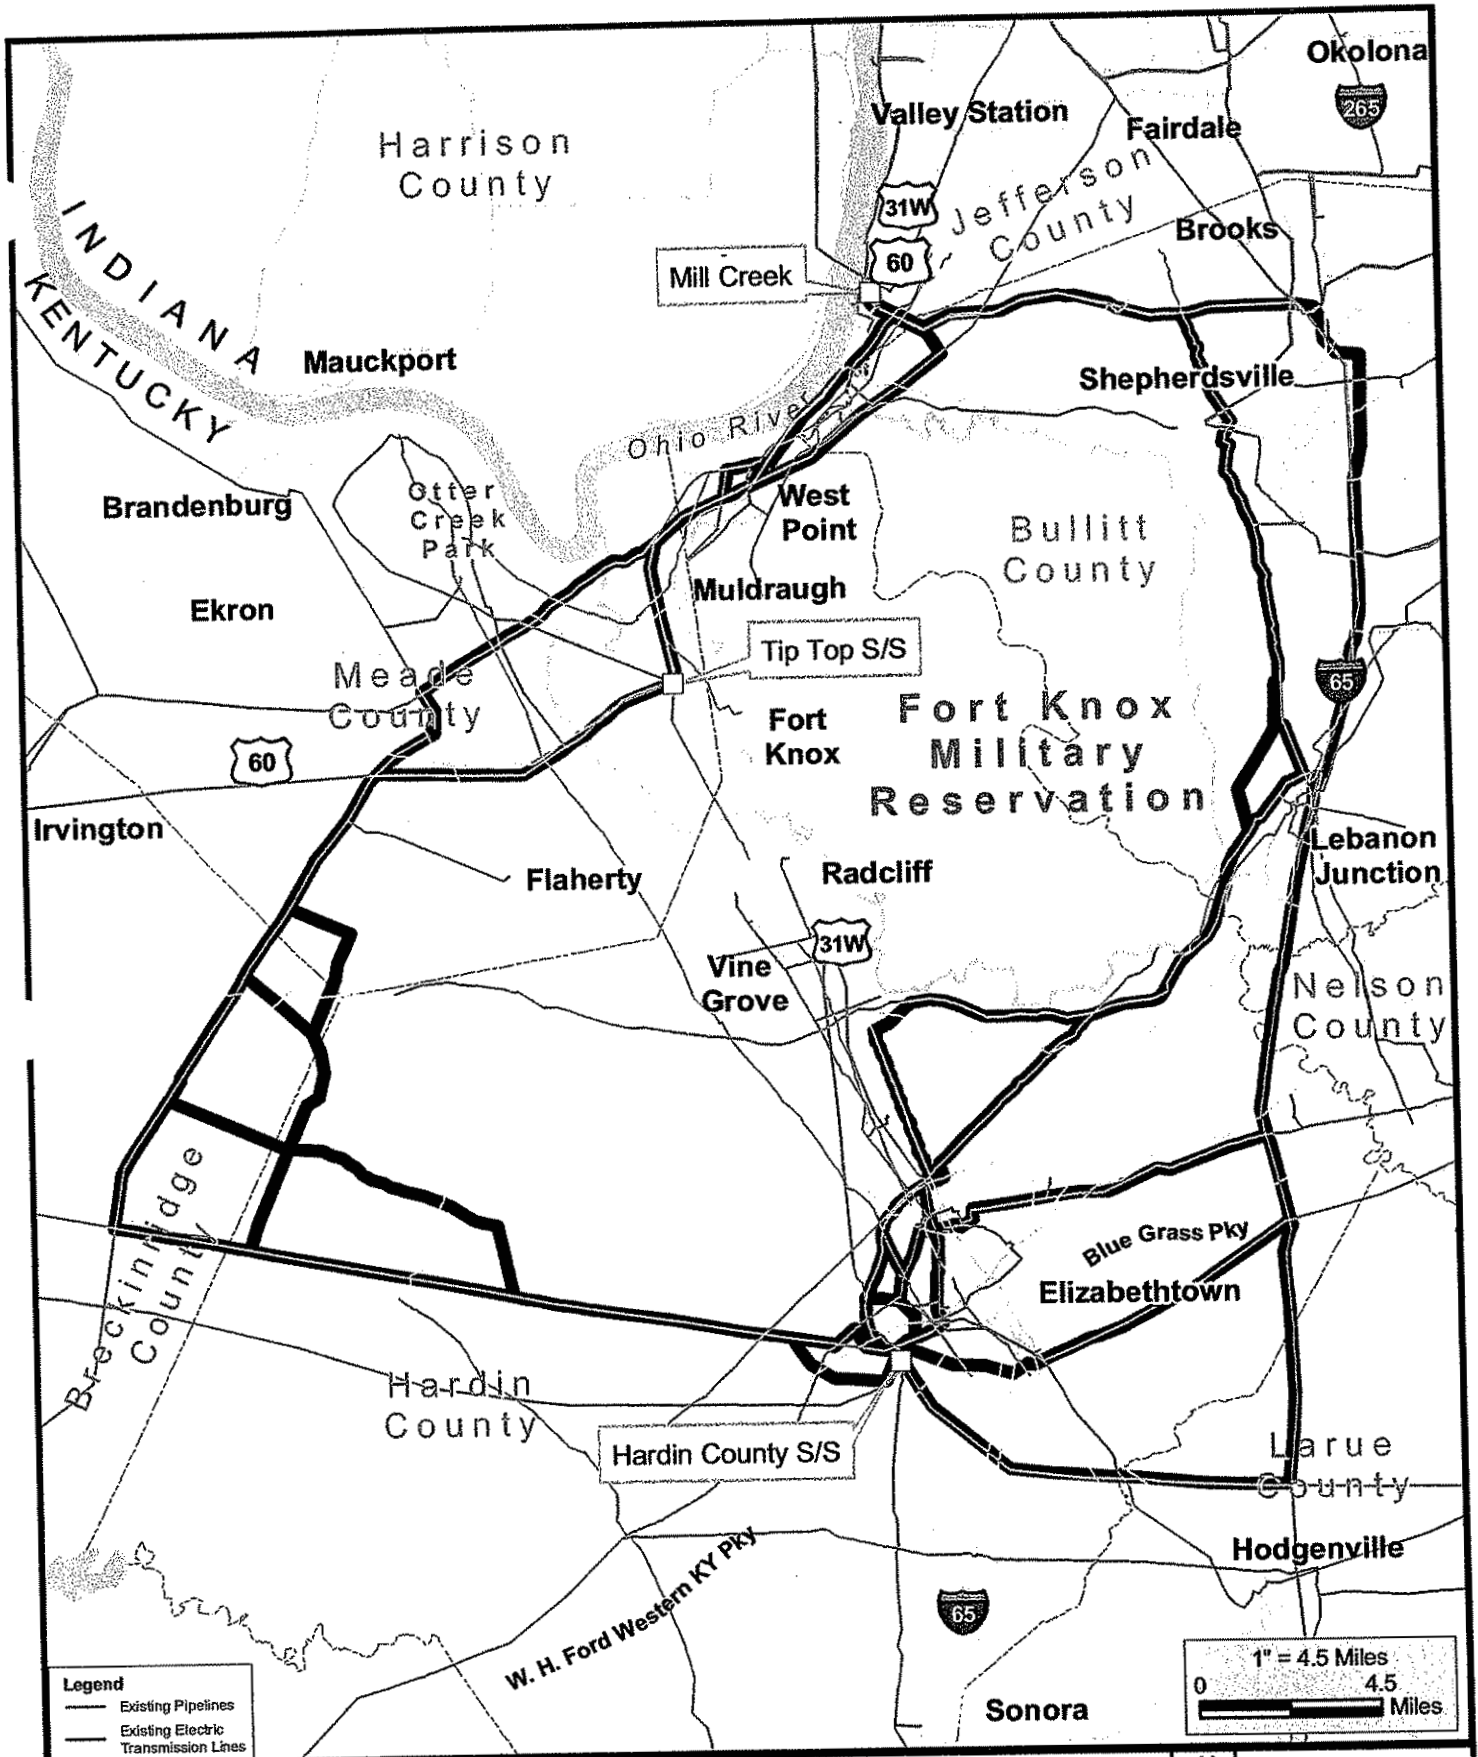 Okolona
265
Valley Station
Fairdale
Harrison
County
31W
Jefferson
County
60
Brooks
Mill Creek
INDIANA
KENTUCKY
Mauckport
Shepherdsville
Ohio River
Brandenburg
Otter
Creek
Park
West
Point
Bullitt
County
Muldraugh
Ekron
Tip Top S/S
Meade
County
65
Fort
Knox
Fort Knox
Military
Reservation
60
Irvington
Lebanon
Junction
Flaherty
Radcliff
31W
Vine
Grove
Nelson
County
Breckinridge
County
Blue Grass Pky
Elizabethtown
Hardin
County
Hardin County S/S
Larue
County
Hodgenville
W. H. Ford Western KY Pky
65
Sonora
1" = 4.5 Miles
0 4.5
Miles
Legend
Existing Pipelines
Existing Electric
Transmission Lines